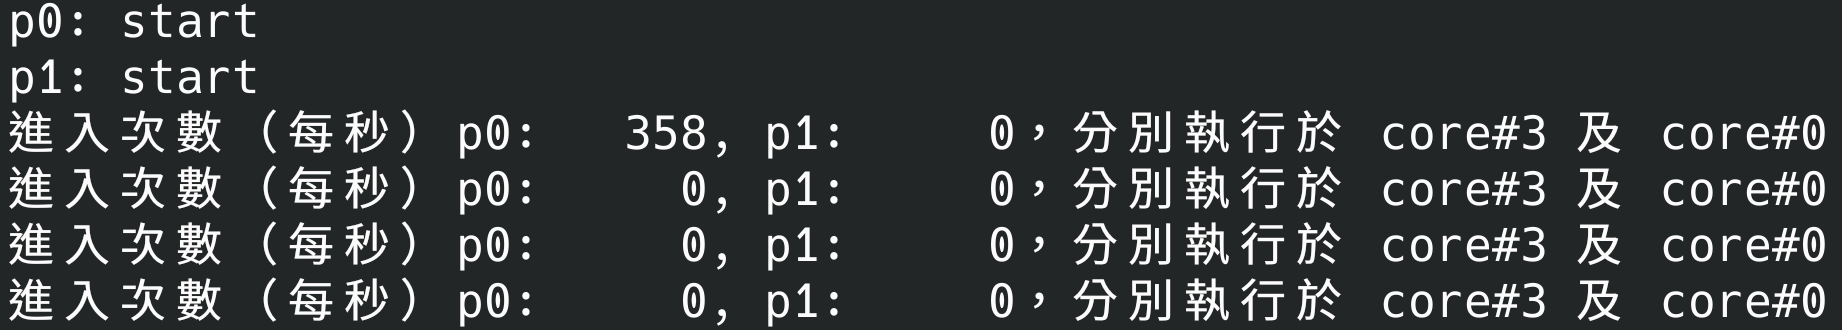 p0: start
p1: start
進入次數（每秒）p0:   358, p1:     0，分別執行於 core#3 及 core#0
進入次數（每秒）p0:     0, p1:     0，分別執行於 core#3 及 core#0
進入次數（每秒）p0:     0, p1:     0，分別執行於 core#3 及 core#0
進入次數（每秒）p0:     0, p1:     0，分別執行於 core#3 及 core#0